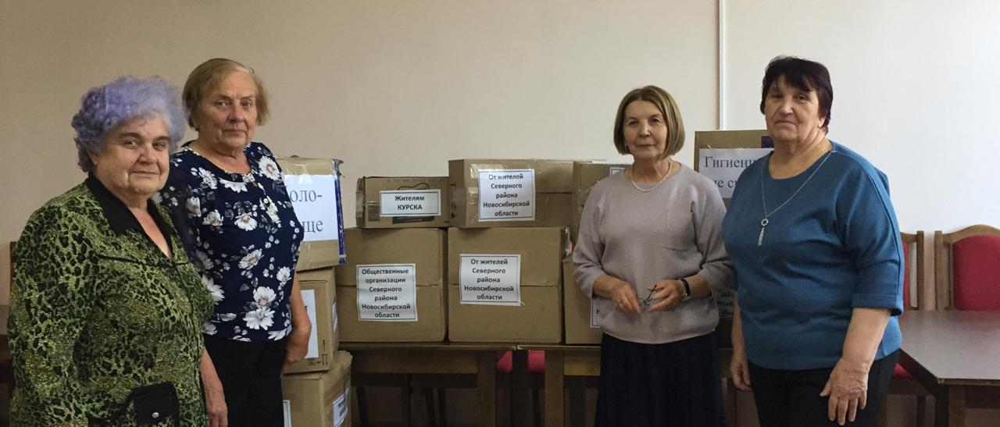 Жителям
КУРСКА
От жителей
Северного
района
Новосибирской
области
Общественные
организации
Северного
района
Новосибирской
области
От жителей
Северного
района
Новосибирской
области